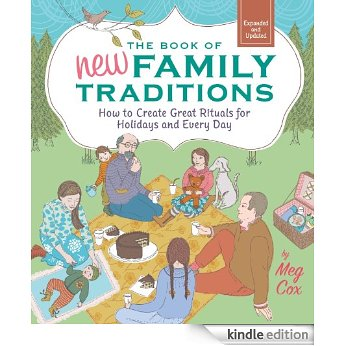 Expanded
and
Updated
THE BOOK OF
new FAMILY
TRADITIONS
How to Create Great Rituals for
Holidays and Every Day
by
Meg
Cox
kindle edition